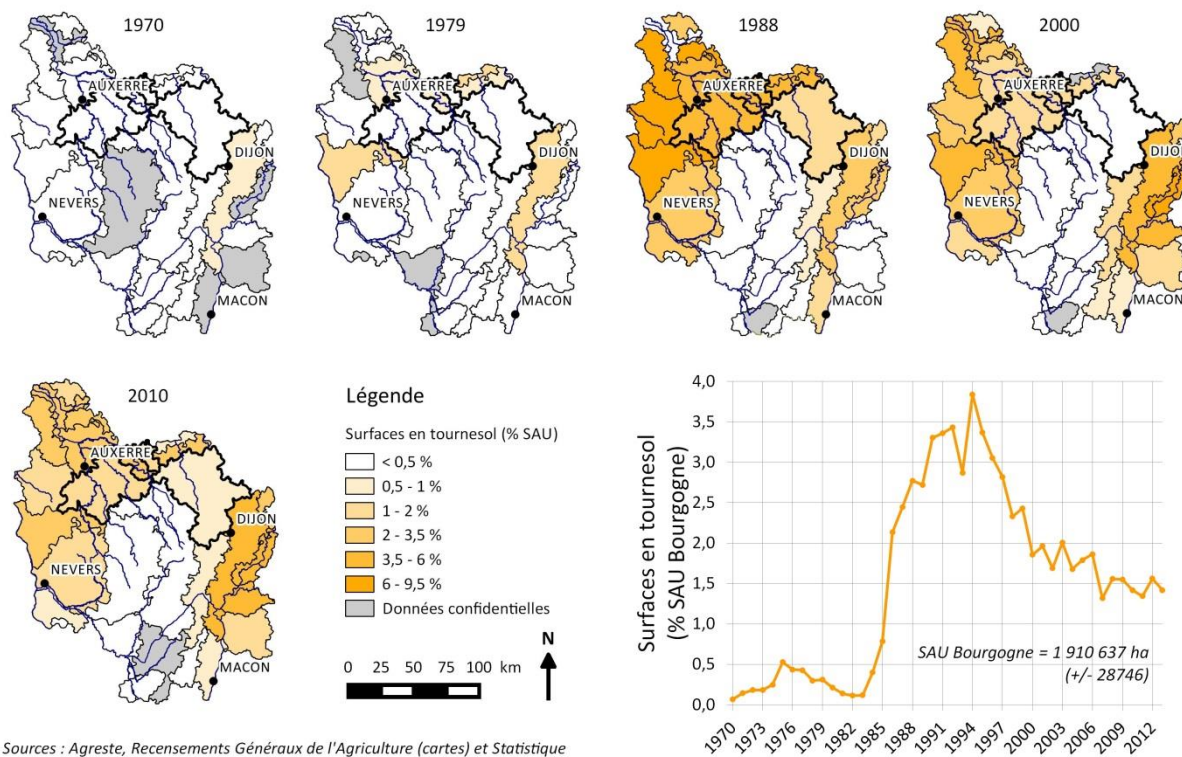 1970
1979
1988
2000
AUXERRE
DIJON
NEVERS
MACON
AUXERRE
DIJON
NEVERS
MACON
AUXERRE
DIJON
NEVERS
MACON
AUXERRE
DIJON
NEVERS
MACON
2010
AUXERRE
DIJON
NEVERS
MACON
Légende
Surfaces en tournesol (% SAU)
< 0,5 %
0,5 - 1 %
1 - 2 %
2 - 3,5 %
3,5 - 6 %
6 - 9,5 %
Données confidentielles
N
0 25 50 75 100 km
Surfaces en tournesol
(% SAU Bourgogne)
4,0
3,5
3,0
2,5
2,0
1,5
1,0
0,5
0,0
SAU Bourgogne = 1 910 637 ha
(+/- 28746)
1970
1973
1976
1979
1982
1985
1988
1991
1994
1997
2000
2003
2006
2009
2012
Sources : Agreste, Recensements Généraux de l'Agriculture (cartes) et Statistique